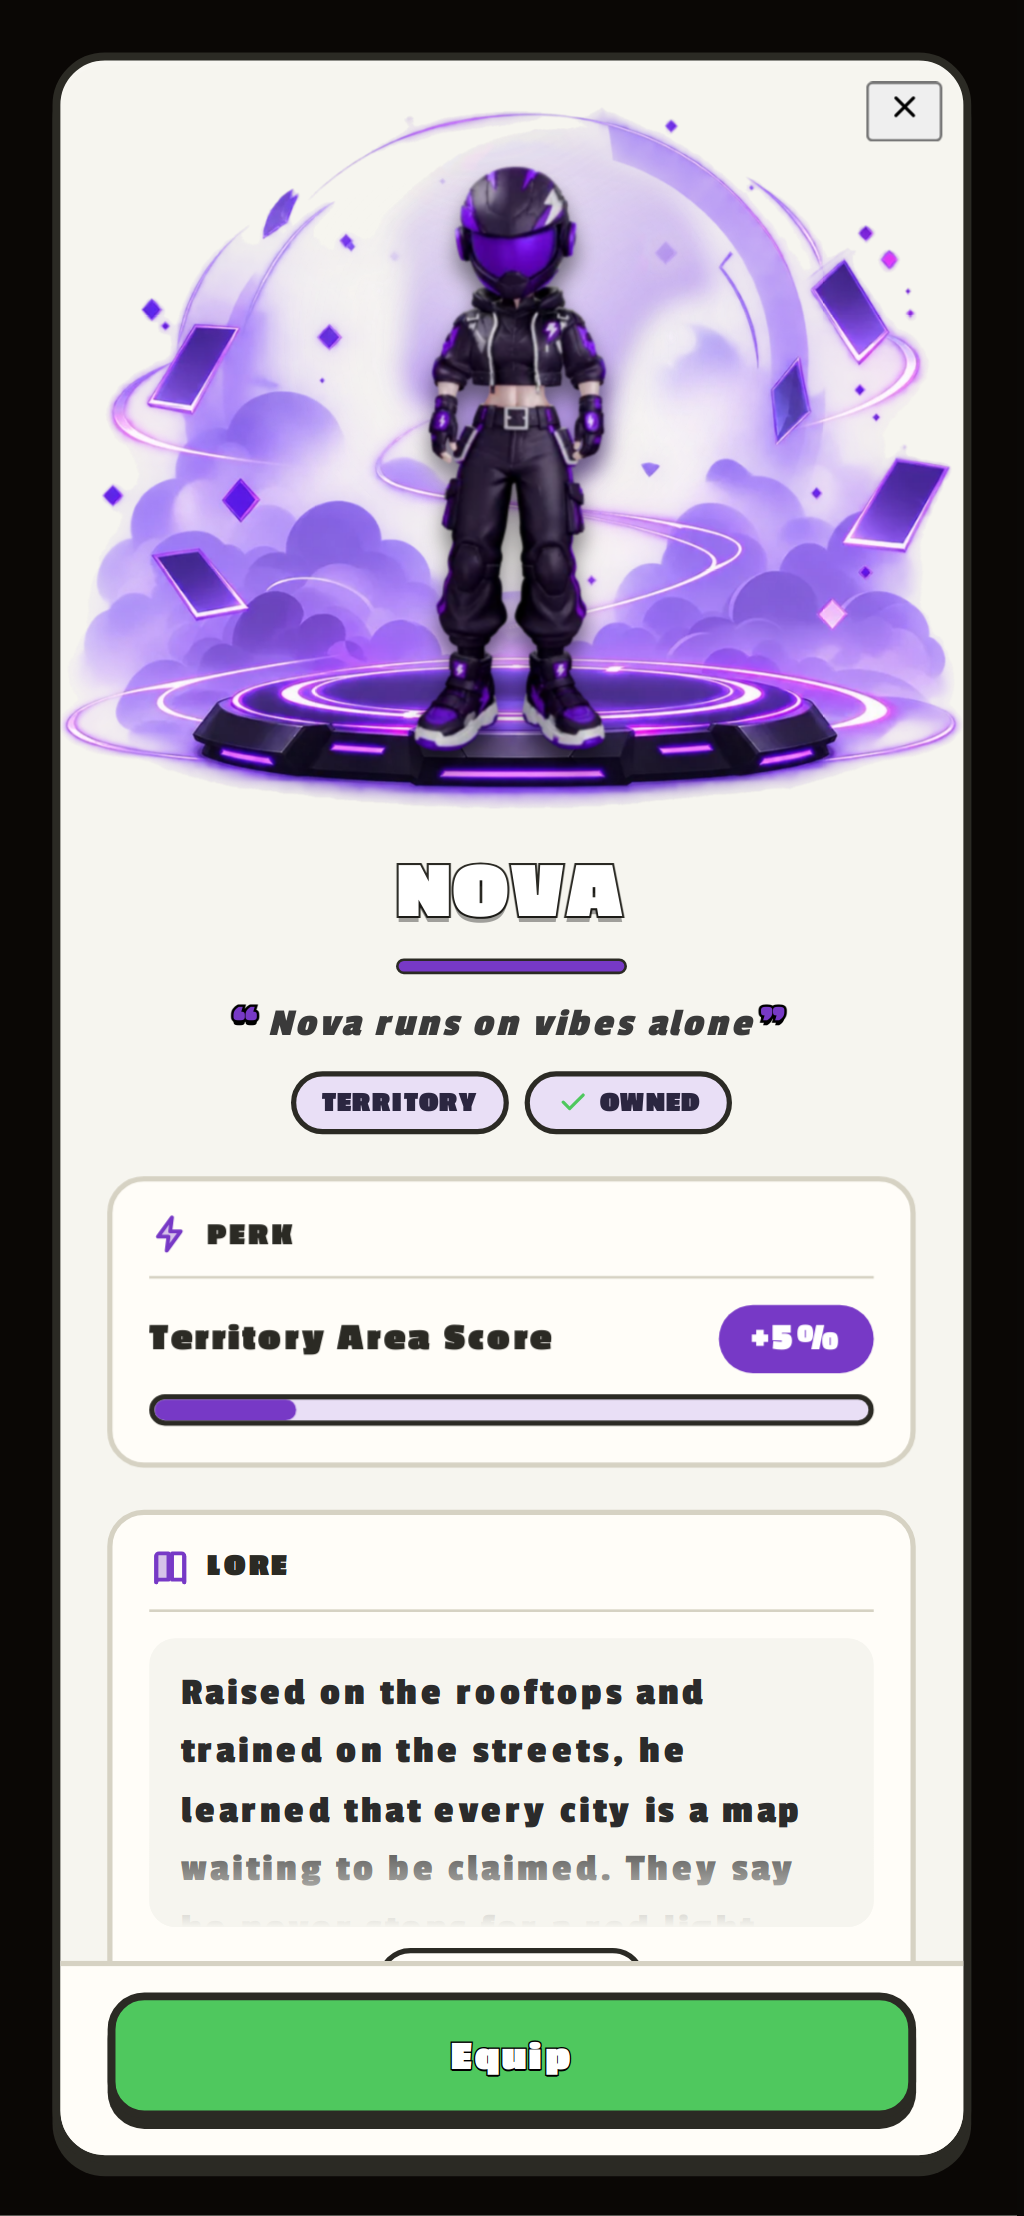 NOVA
❝ Nova runs on vibes alone ❞
TERRITORY
OWNED
PERK
Territory Area Score
+5%
LORE
Raised on the rooftops and
trained on the streets, he
learned that every city is a map
waiting to be claimed. They say
Equip